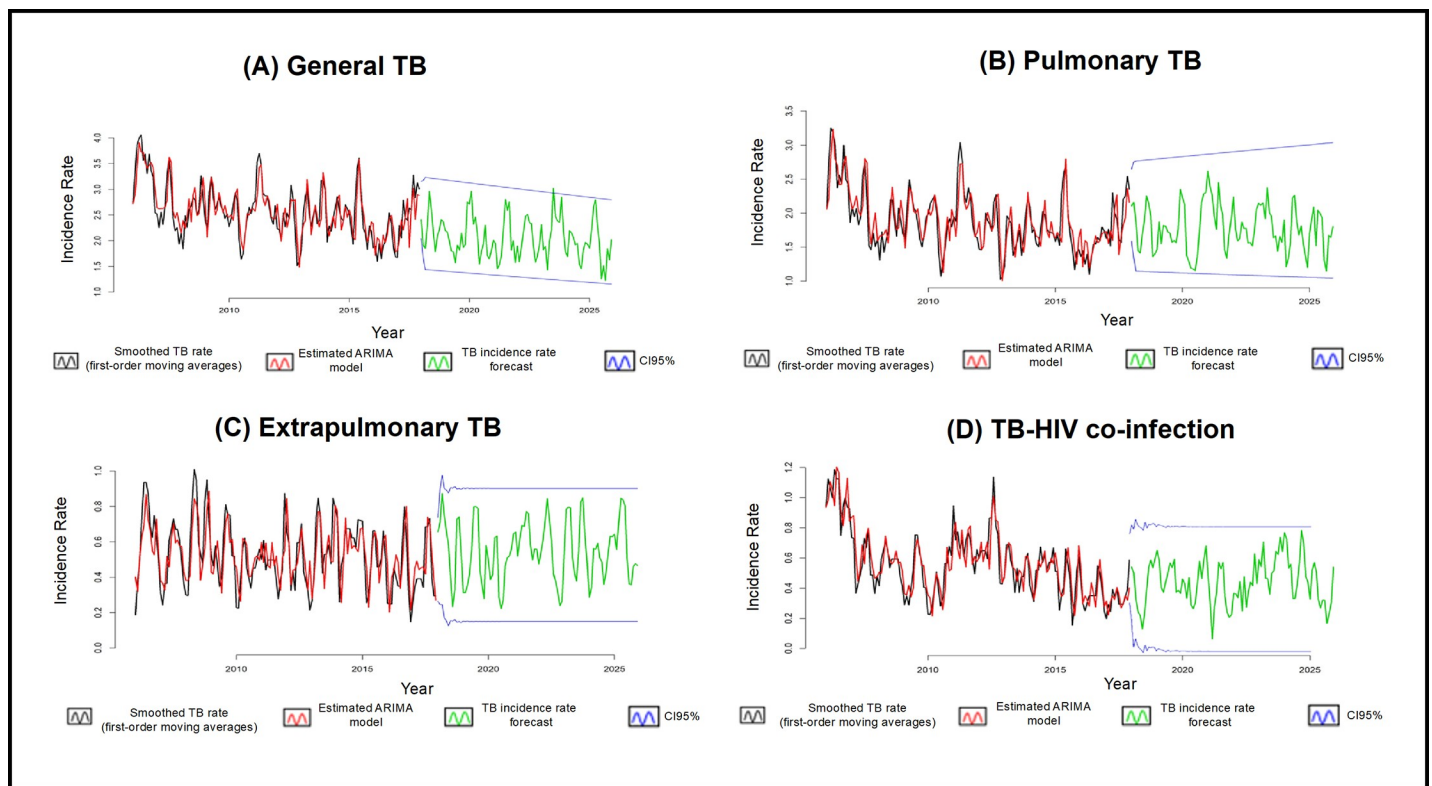 (A) General TB
Incidence Rate
4.0
3.5
3.0
2.5
2.0
1.5
1.0
2010 2015 2020 2025
Year
Smoothed TB rate
(first-order moving averages)
Estimated ARIMA
model
TB incidence rate
forecast
CI95%
(B) Pulmonary TB
Incidence Rate
3.5
3.0
2.5
2.0
1.5
1.0
2010 2015 2020 2025
Year
Smoothed TB rate
(first-order moving averages)
Estimated ARIMA
model
TB incidence rate
forecast
CI95%
(C) Extrapulmonary TB
Incidence Rate
1.0
0.8
0.6
0.4
0.2
0.0
2010 2015 2020 2025
Year
Smoothed TB rate
(first-order moving averages)
Estimated ARIMA
model
TB incidence rate
forecast
CI95%
(D) TB-HIV co-infection
Incidence Rate
1.2
1.0
0.8
0.6
0.4
0.2
0.0
2010 2015 2020 2025
Year
Smoothed TB rate
(first-order moving averages)
Estimated ARIMA
model
TB incidence rate
forecast
CI95%